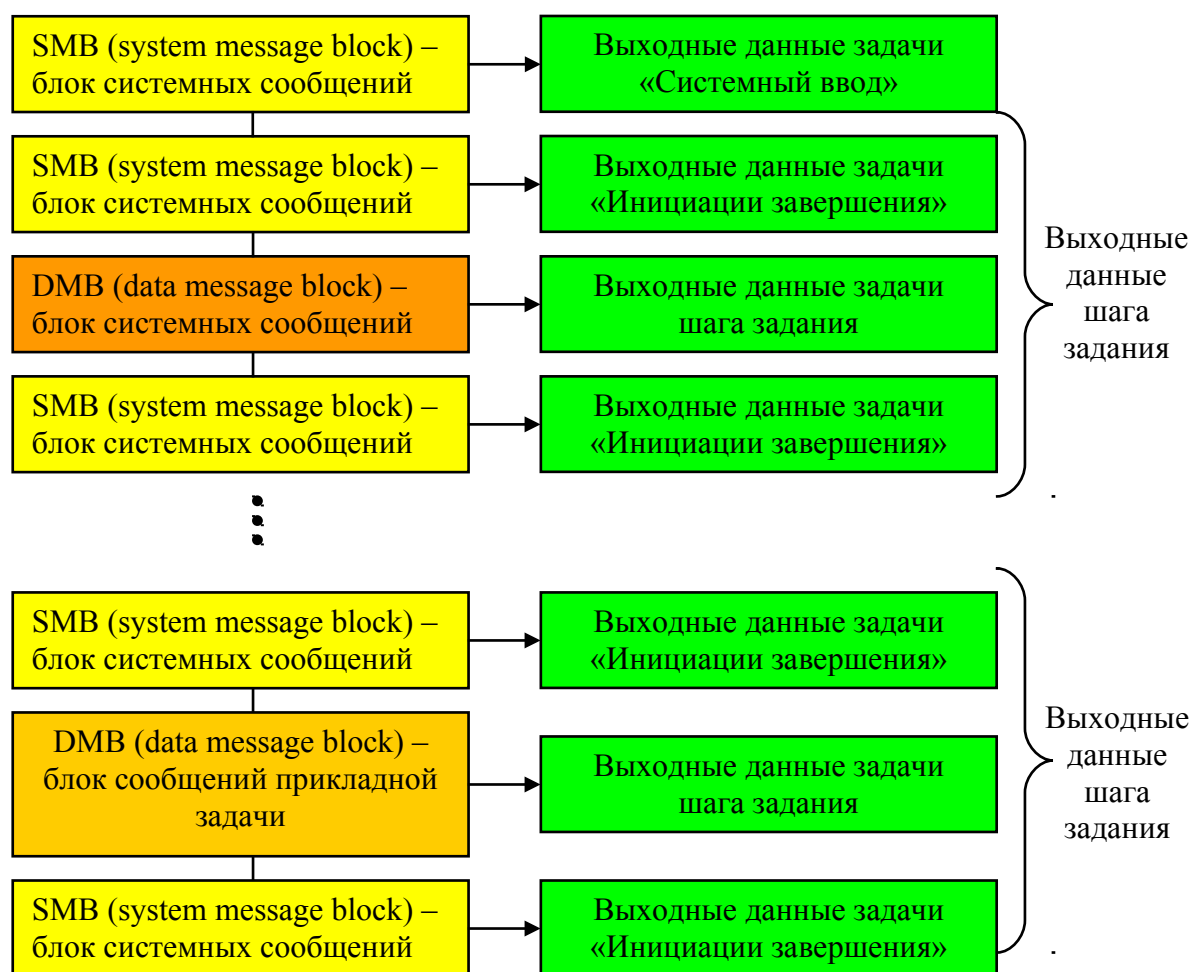 SMB (system message block) –
блок системных сообщений
Выходные данные задачи
«Системный ввод»
SMB (system message block) –
блок системных сообщений
Выходные данные задачи
«Инициации завершения»
DMB (data message block) –
блок системных сообщений
Выходные данные задачи
шага задания
SMB (system message block) –
блок системных сообщений
Выходные данные задачи
«Инициации завершения»
Выходные
данные
шага
задания
SMB (system message block) –
блок системных сообщений
Выходные данные задачи
«Инициации завершения»
DMB (data message block) –
блок сообщений прикладной
задачи
Выходные данные задачи
шага задания
SMB (system message block) –
блок системных сообщений
Выходные данные задачи
«Инициации завершения»
Выходные
данные
шага
задания